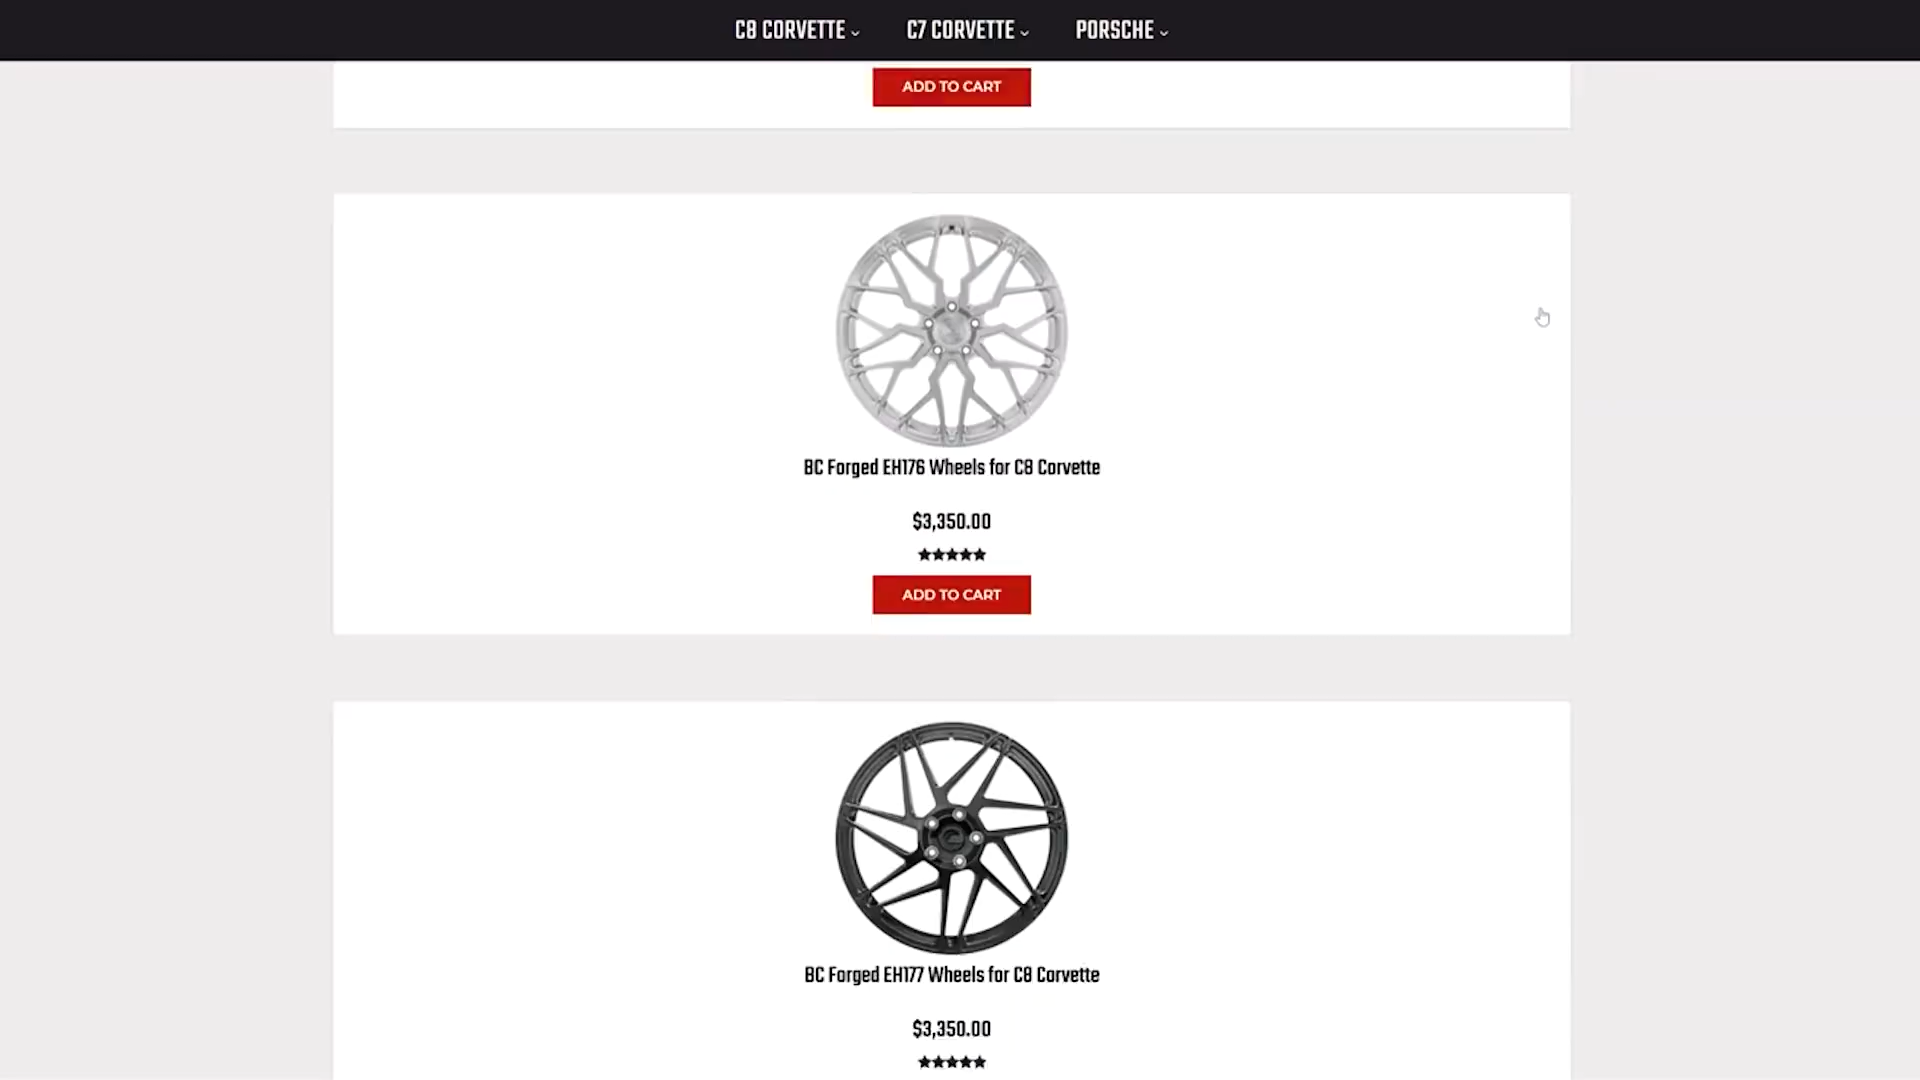 C8 CORVETTE
C7 CORVETTE
PORSCHE
ADD TO CART
BC Forged EH176 Wheels for C8 Corvette
$3,350.00
ADD TO CART
BC Forged EH177 Wheels for C8 Corvette
$3,350.00